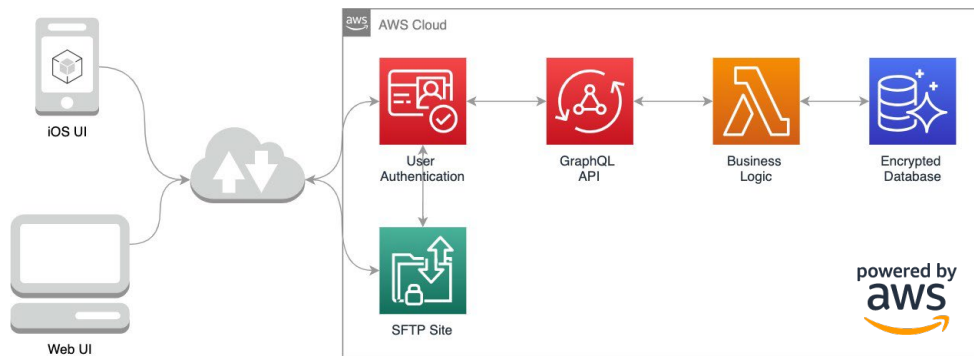 aws
AWS Cloud
iOS UI
User
Authentication
GraphQL
API
Business
Logic
Encrypted
Database
Web UI
SFTP Site
powered by
aws